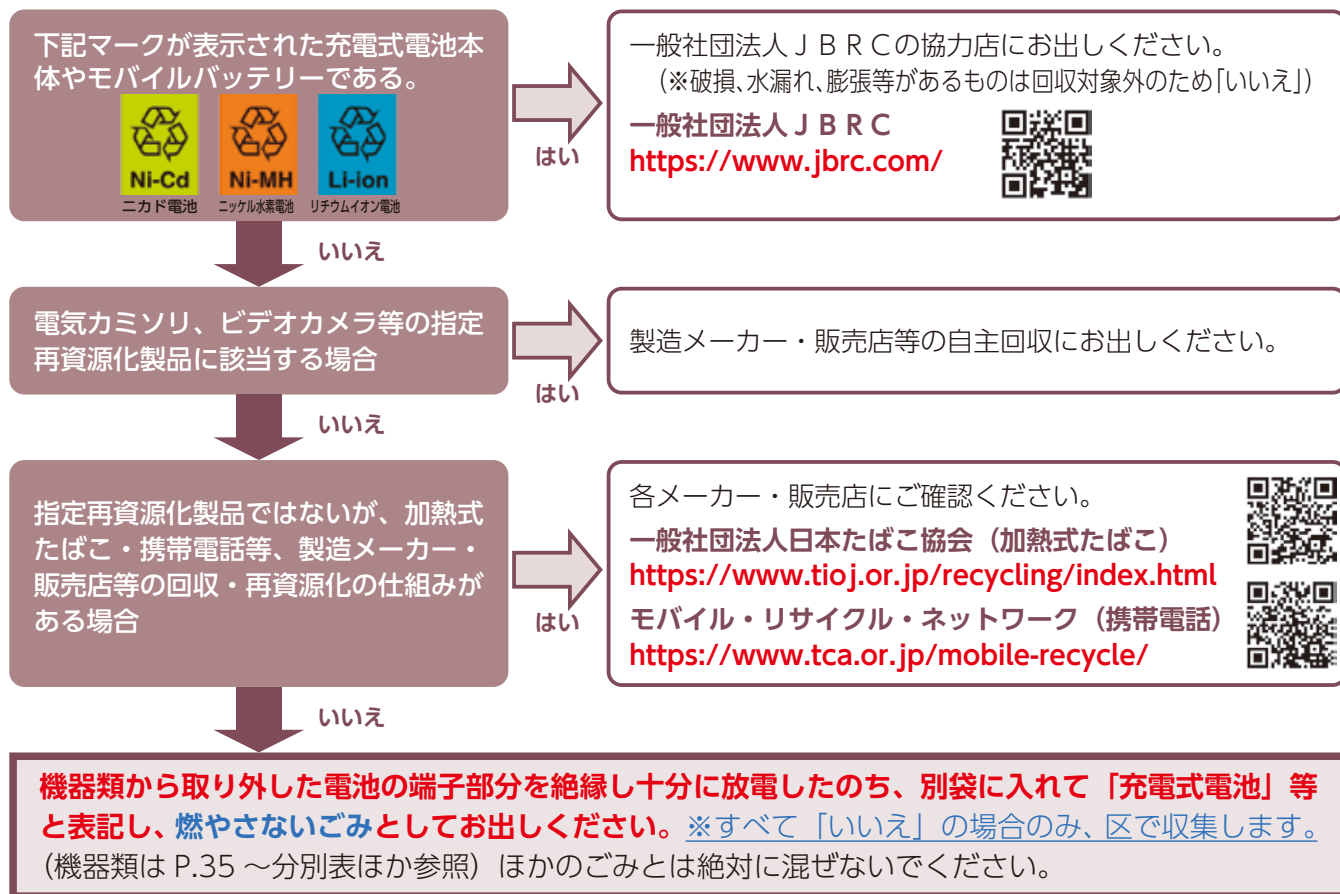 下記マークが表示された充電式電池本
体やモバイルバッテリーである。
Ni-Cd
Ni-MH
Li-ion
ニカド電池
ニッケル水素電池
リチウムイオン電池
はい
一般社団法人ＪＢＲＣの協力店にお出しください。
（※破損、水漏れ、膨張等があるものは回収対象外のため「いいえ」）
一般社団法人ＪＢＲＣ
https://www.jbrc.com/
いいえ
電気カミソリ、ビデオカメラ等の指定
再資源化製品に該当する場合
はい
製造メーカー・販売店等の自主回収にお出しください。
いいえ
指定再資源化製品ではないが、加熱式
たばこ・携帯電話等、製造メーカー・
販売店等の回収・再資源化の仕組みが
ある場合
はい
各メーカー・販売店にご確認ください。
一般社団法人日本たばこ協会（加熱式たばこ）
https://www.tioj.or.jp/recycling/index.html
モバイル・リサイクル・ネットワーク（携帯電話）
https://www.tca.or.jp/mobile-recycle/
いいえ
機器類から取り外した電池の端子部分を絶縁し十分に放電したのち、別袋に入れて「充電式電池」等
と表記し、燃やさないごみとしてお出しください。※すべて「いいえ」の場合のみ、区で収集します。
（機器類は P.35 ～分別表ほか参照）ほかのごみとは絶対に混ぜないでください。